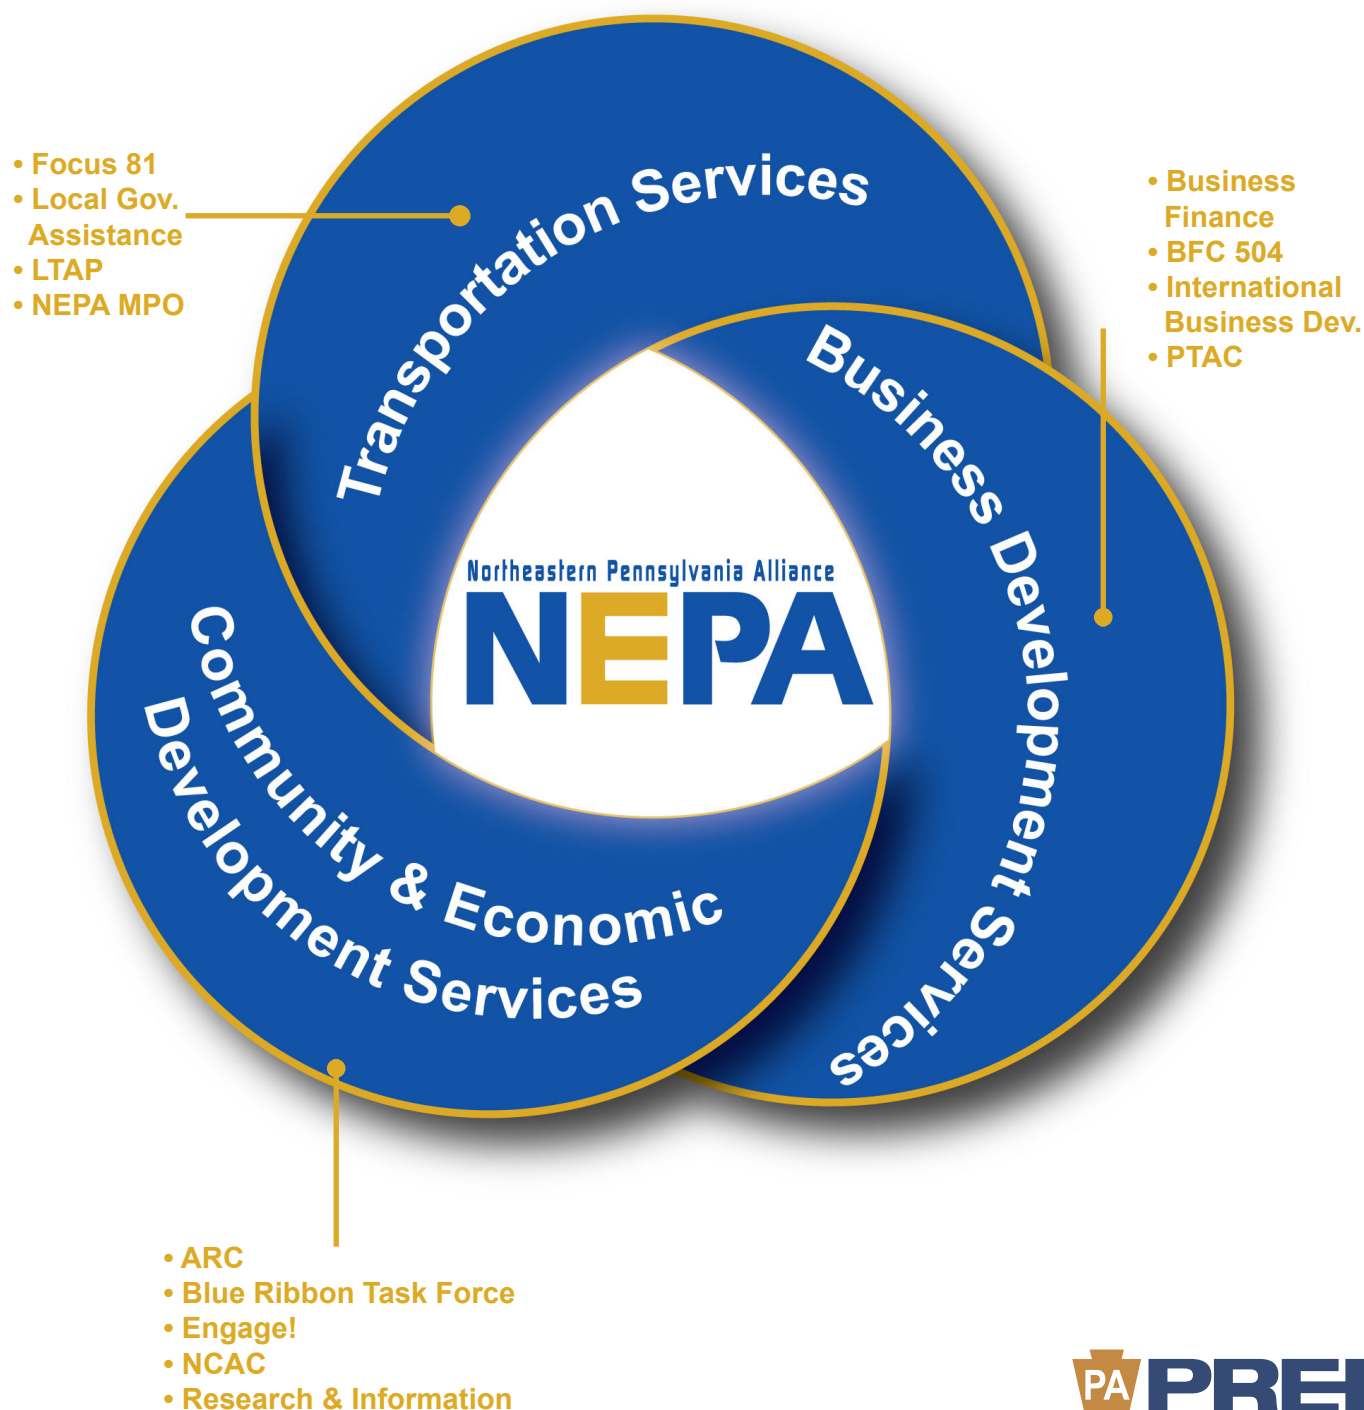 Transportation Services
• Focus 81
• Local Gov.
Assistance
• LTAP
• NEPA MPO
• Business
Finance
• BFC 504
• International
Business Dev.
• PTAC
Business Development Services
Northeastern Pennsylvania Alliance
NEPA
Community & Economic
Development Services
• ARC
• Blue Ribbon Task Force
• Engage!
• NCAC
• Research & Information
PA